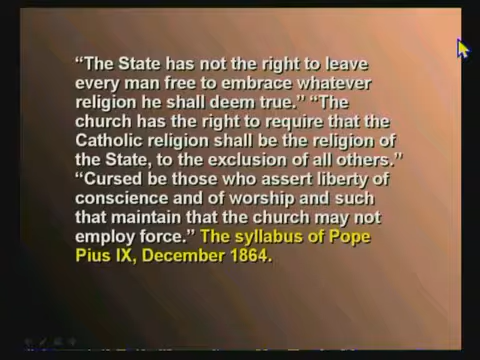 “The State has not the right to leave
every man free to embrace whatever
religion he shall deem true.” “The
church has the right to require that the
Catholic religion shall be the religion of
the State, to the exclusion of all others.”
“Cursed be those who assert liberty of
conscience and of worship and such
that maintain that the church may not
employ force.” The syllabus of Pope
Pius IX, December 1864.